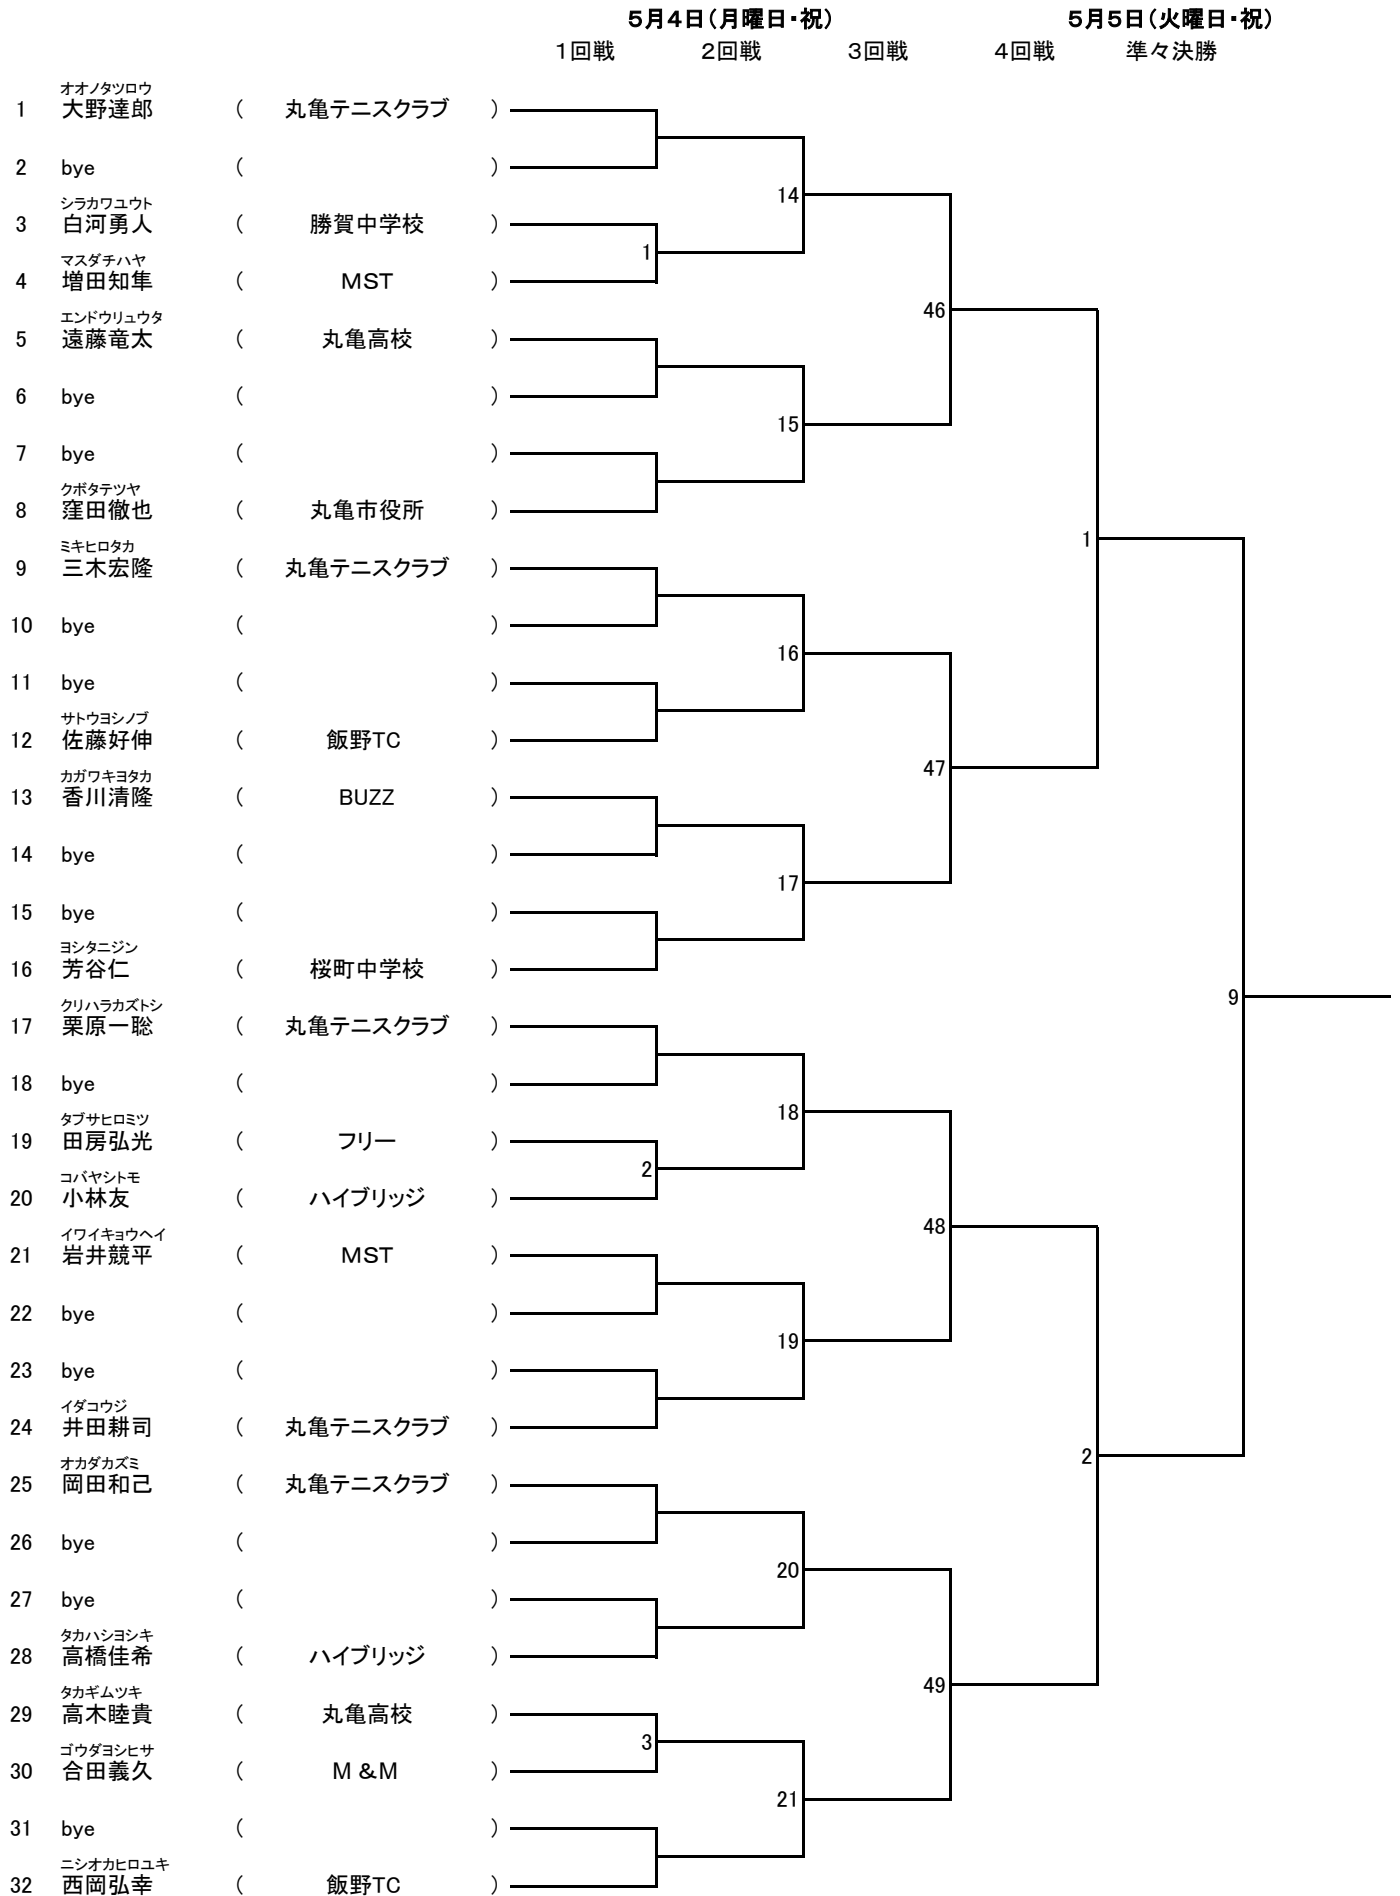 5月4日(月曜日・祝) 5月5日(火曜日・祝)
1回戦 2回戦 3回戦 4回戦 準々決勝
オオノタツロウ
1 大野達郎 ( 丸亀テニスクラブ )
2 bye ( )
14
シラカワユウト
3 白河勇人 ( 勝賀中学校 )
1
マスダチハヤ
4 増田知隼 ( MST )
46
エンドウリュウタ
5 遠藤竜太 ( 丸亀高校 )
6 bye ( )
15
7 bye ( )
クボタテツヤ
8 窪田徹也 ( 丸亀市役所 )
1
ミキヒロタカ
9 三木宏隆 ( 丸亀テニスクラブ )
10 bye ( )
16
11 bye ( )
サトウヨシノブ
12 佐藤好伸 ( 飯野TC )
47
カガワキヨタカ
13 香川清隆 ( BUZZ )
14 bye ( )
17
15 bye ( )
ヨシタニジン
16 芳谷仁 ( 桜町中学校 )
9
クリハラカズトシ
17 栗原一聡 ( 丸亀テニスクラブ )
18 bye ( )
18
タブサヒロミツ
19 田房弘光 ( フリー )
2
コバヤシトモ
20 小林友 ( ハイブリッジ )
48
イワイキョウヘイ
21 岩井競平 ( MST )
22 bye ( )
19
23 bye ( )
イダコウジ
24 井田耕司 ( 丸亀テニスクラブ )
2
オカダカズミ
25 岡田和己 ( 丸亀テニスクラブ )
26 bye ( )
20
27 bye ( )
タカハシヨシキ
28 高橋佳希 ( ハイブリッジ )
49
タカギムツキ
29 高木睦貴 ( 丸亀高校 )
3
ゴウダヨシヒサ
30 合田義久 ( M &M )
21
31 bye ( )
ニシオカヒロユキ
32 西岡弘幸 ( 飯野TC )